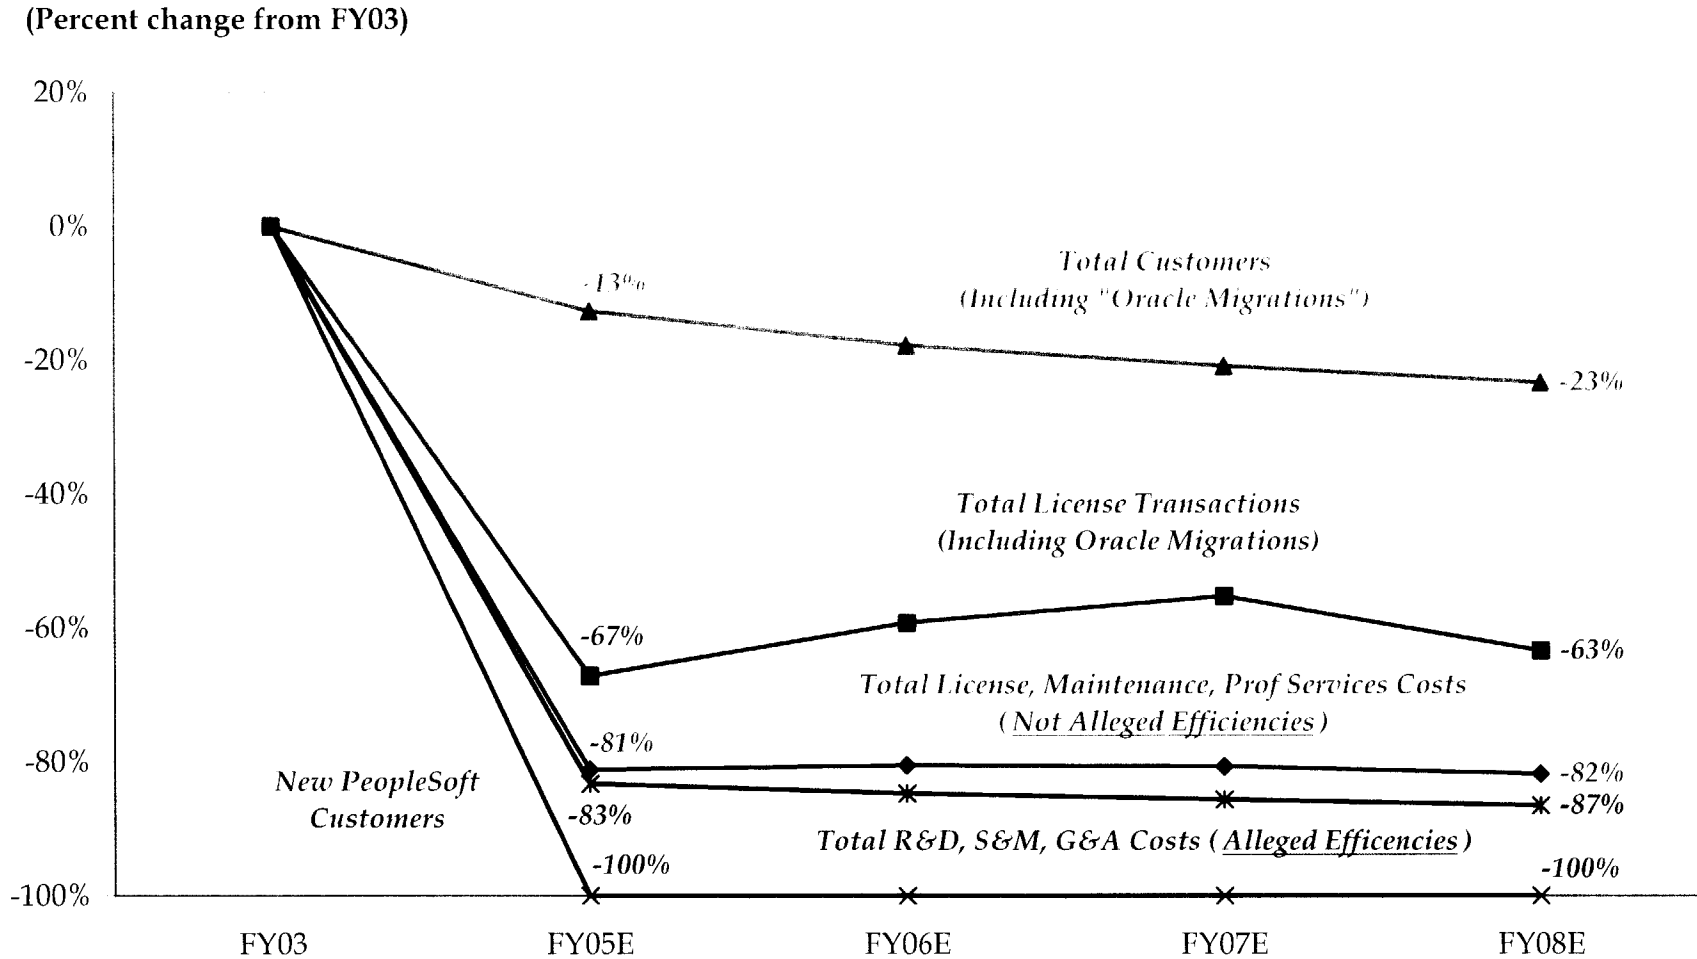 (Percent change from FY03)
20%
0%
-20%
-40%
-60%
-80%
-100%
-13%
Total Customers
(Including "Oracle Migrations")
-23%
Total License Transactions
(Including Oracle Migrations)
-67%
-63%
Total License, Maintenance, Prof Services Costs
(Not Alleged Efficiencies)
-81%
-82%
New PeopleSoft
Customers
-83%
-87%
Total R&D, S&M, G&A Costs (Alleged Efficencies)
-100%
-100%
FY03 FY05E FY06E FY07E FY08E